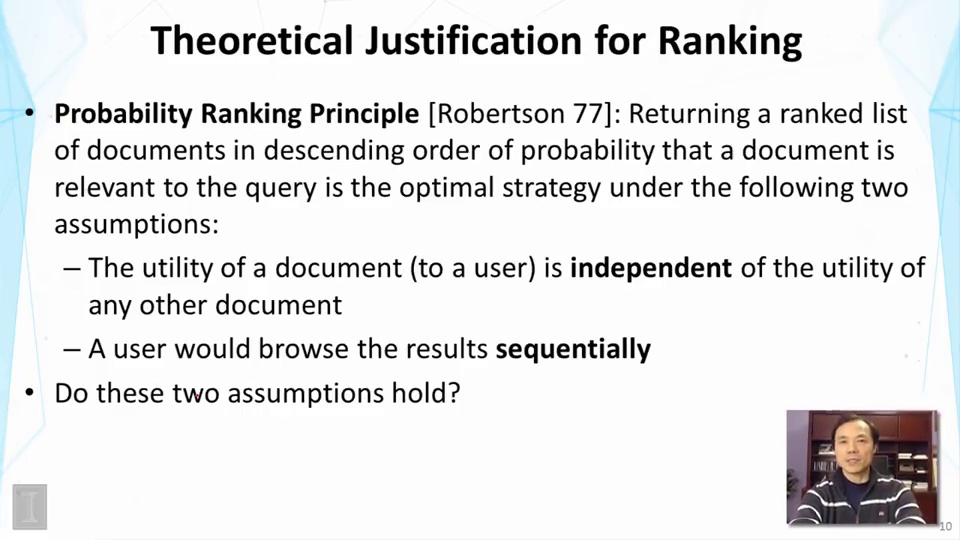 Theoretical Justification for Ranking
• Probability Ranking Principle [Robertson 77]: Returning a ranked list
of documents in descending order of probability that a document is
relevant to the query is the optimal strategy under the following two
assumptions:
– The utility of a document (to a user) is independent of the utility of
any other document
– A user would browse the results sequentially
• Do these two assumptions hold?
I
10